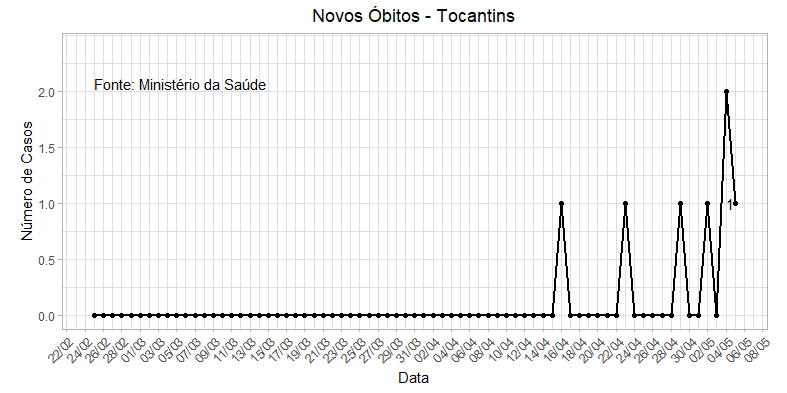 Novos Óbitos - Tocantins
Fonte: Ministério da Saúde
Número de Casos
2.0
1.5
1.0
0.5
0.0
1
22/02 24/02 26/02 28/02 01/03 03/03 05/03 07/03 09/03 11/03 13/03 15/03 17/03 19/03 21/03 23/03 25/03 27/03 29/03 31/03 02/04 04/04 06/04 08/04 10/04 12/04 14/04 16/04 18/04 20/04 22/04 24/04 26/04 28/04 30/04 02/05 04/05 06/05 08/05
Data